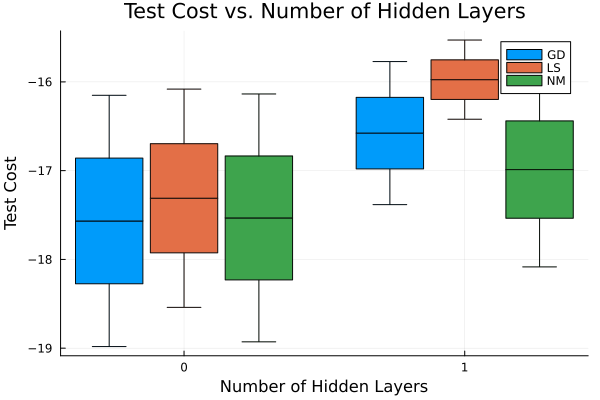 Test Cost vs. Number of Hidden Layers
GD
LS
NM
Test Cost
−16
−17
−18
−19
0
1
Number of Hidden Layers